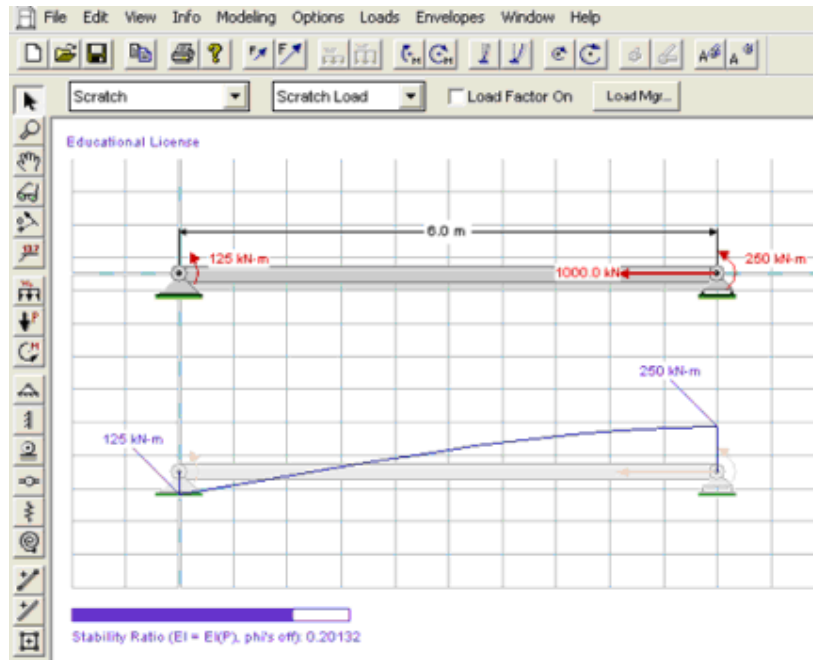 File Edit View Info Modeling Options Loads Envelopes Window Help
Scratch Scratch Load Load Factor On Load Mgr...
Educational License
6.0 m
125 kN-m 1000.0 kN 250 kN-m
250 kN-m
125 kN-m
Stability Ratio (EI = EI(P), phi's off): 0.20132